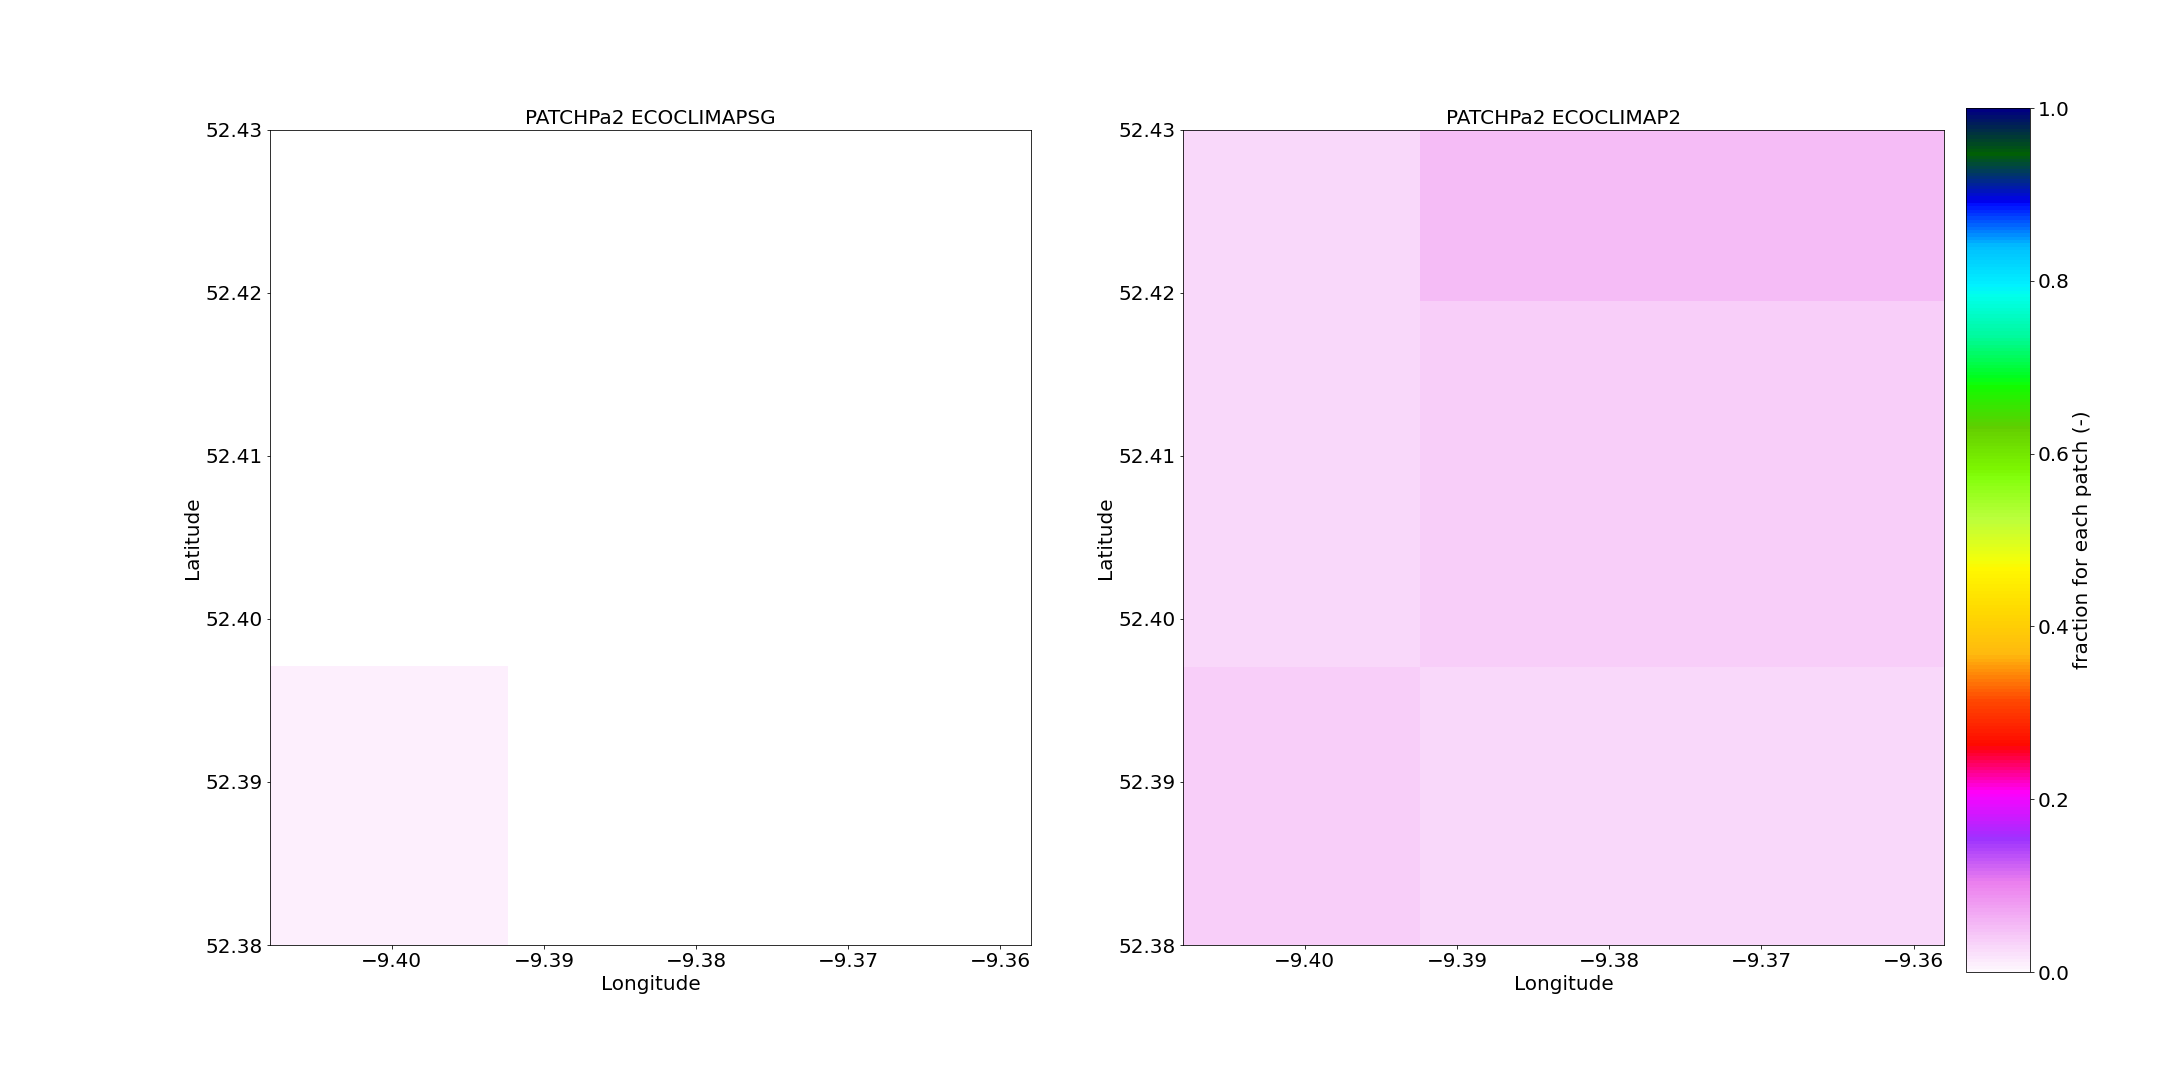 PATCHPa2 ECOCLIMAPSG
52.43
52.42
52.41
52.40
52.39
52.38
Latitude
−9.40 −9.39 −9.38 −9.37 −9.36
Longitude
PATCHPa2 ECOCLIMAP2
52.43
52.42
52.41
52.40
52.39
52.38
Latitude
−9.40 −9.39 −9.38 −9.37 −9.36
Longitude
1.0
0.8
0.6
0.4
0.2
0.0
fraction for each patch (-)